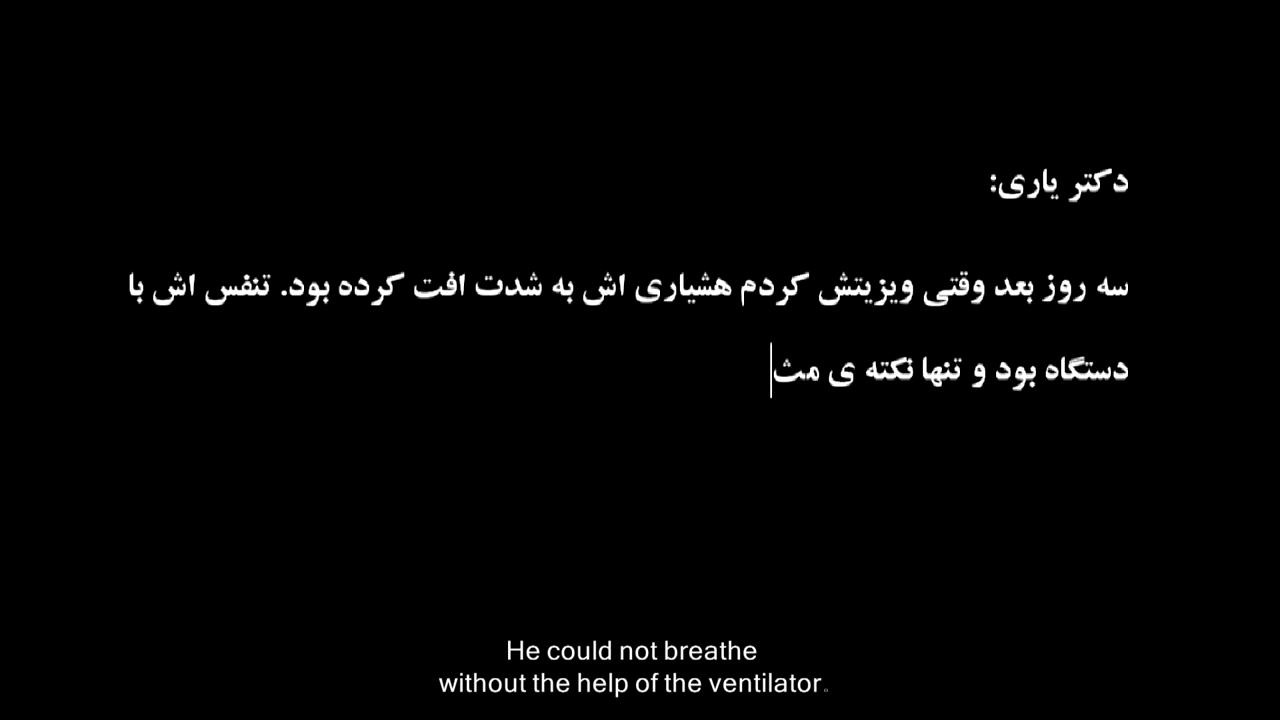 دکتر یاری:
سه روز بعد وقتی ویزیتش کردم هشیاری اش به شدت افت کرده بود. تنفس اش با
دستگاه بود و تنها نکته ی مث
He could not breathe
without the help of the ventilator.